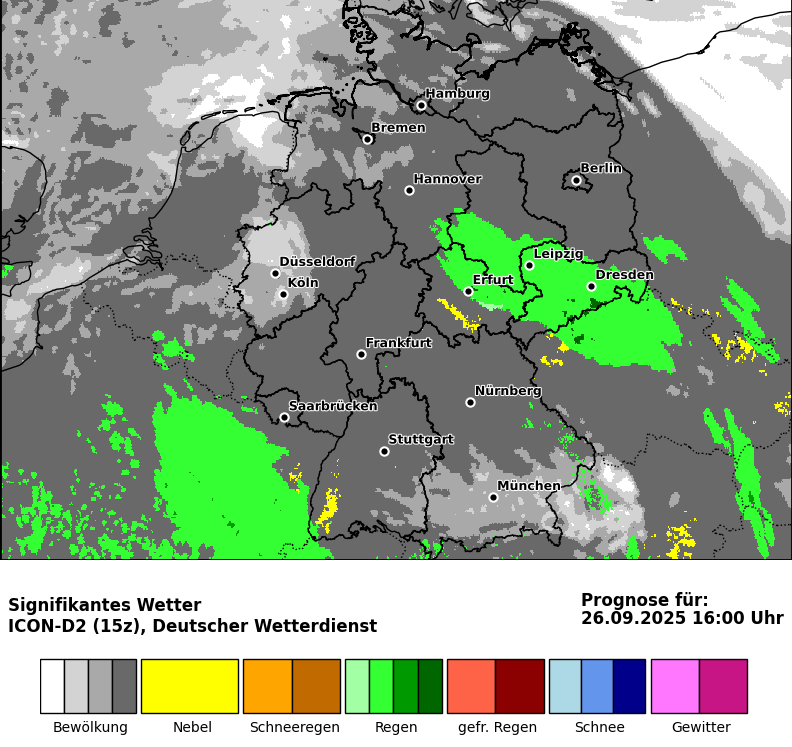 Hamburg
Bremen
Berlin
Hannover
Leipzig
Düsseldorf
Dresden
Erfurt
Köln
Frankfurt
Nürnberg
Saarbrücken
Stuttgart
München
Signifikantes Wetter
ICON-D2 (15z), Deutscher Wetterdienst
Prognose für:
26.09.2025 16:00 Uhr
Bewölkung Nebel Schneeregen Regen gefr. Regen Schnee Gewitter